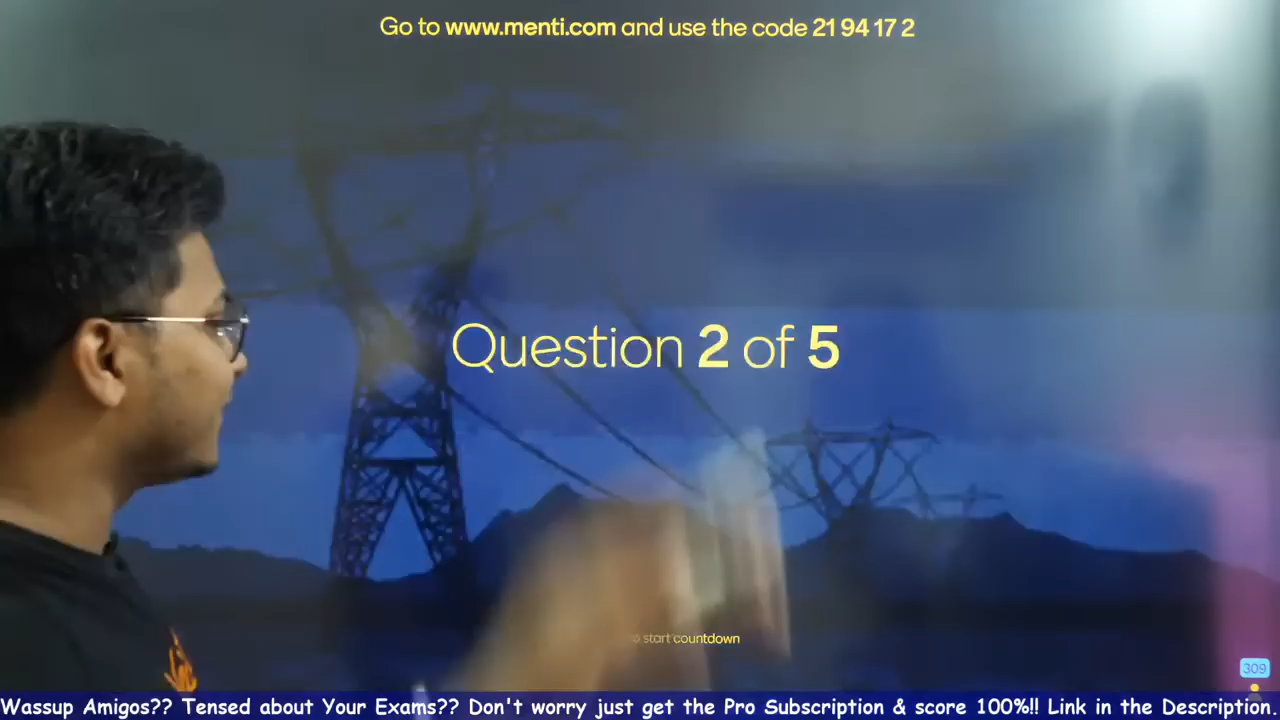 Go to www.menti.com and use the code 21 94 17 2
Question 2 of 5
start countdown
309
Wassup Amigos?? Tensed about Your Exams?? Don't worry just get the Pro Subscription & score 100%!! Link in the Description.